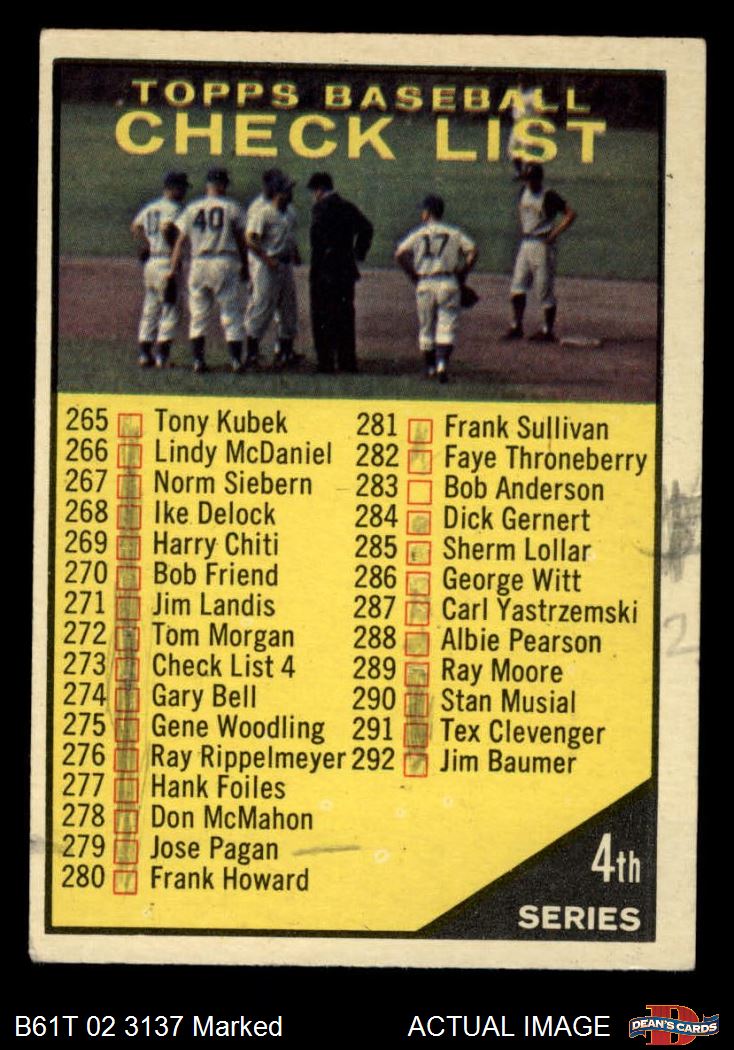 TOPPS BASEBALL
CHECK LIST
11
40
17
265 Tony Kubek
266 Lindy McDaniel
267 Norm Siebern
268 Ike Delock
269 Harry Chiti
270 Bob Friend
271 Jim Landis
272 Tom Morgan
273 Check List 4
274 Gary Bell
275 Gene Woodling
276 Ray Rippelmeyer
277 Hank Foiles
278 Don McMahon
279 Jose Pagan
280 Frank Howard
281 Frank Sullivan
282 Faye Throneberry
283 Bob Anderson
284 Dick Gernert
285 Sherm Lollar
286 George Witt
287 Carl Yastrzemski
288 Albie Pearson
289 Ray Moore
290 Stan Musial
291 Tex Clevenger
292 Jim Baumer
2
4th
SERIES
B61T 02 3137 Marked
ACTUAL IMAGE
DEAN'S CARDS